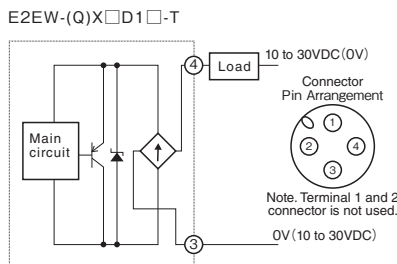 E2EW-(Q)X□D1□-T
4
Load
10 to 30VDC(0V)
Connector
Pin Arrangement
Main
circuit
1
2
4
3
Note. Terminal 1 and 2
connector is not used.
3
0V(10 to 30VDC)